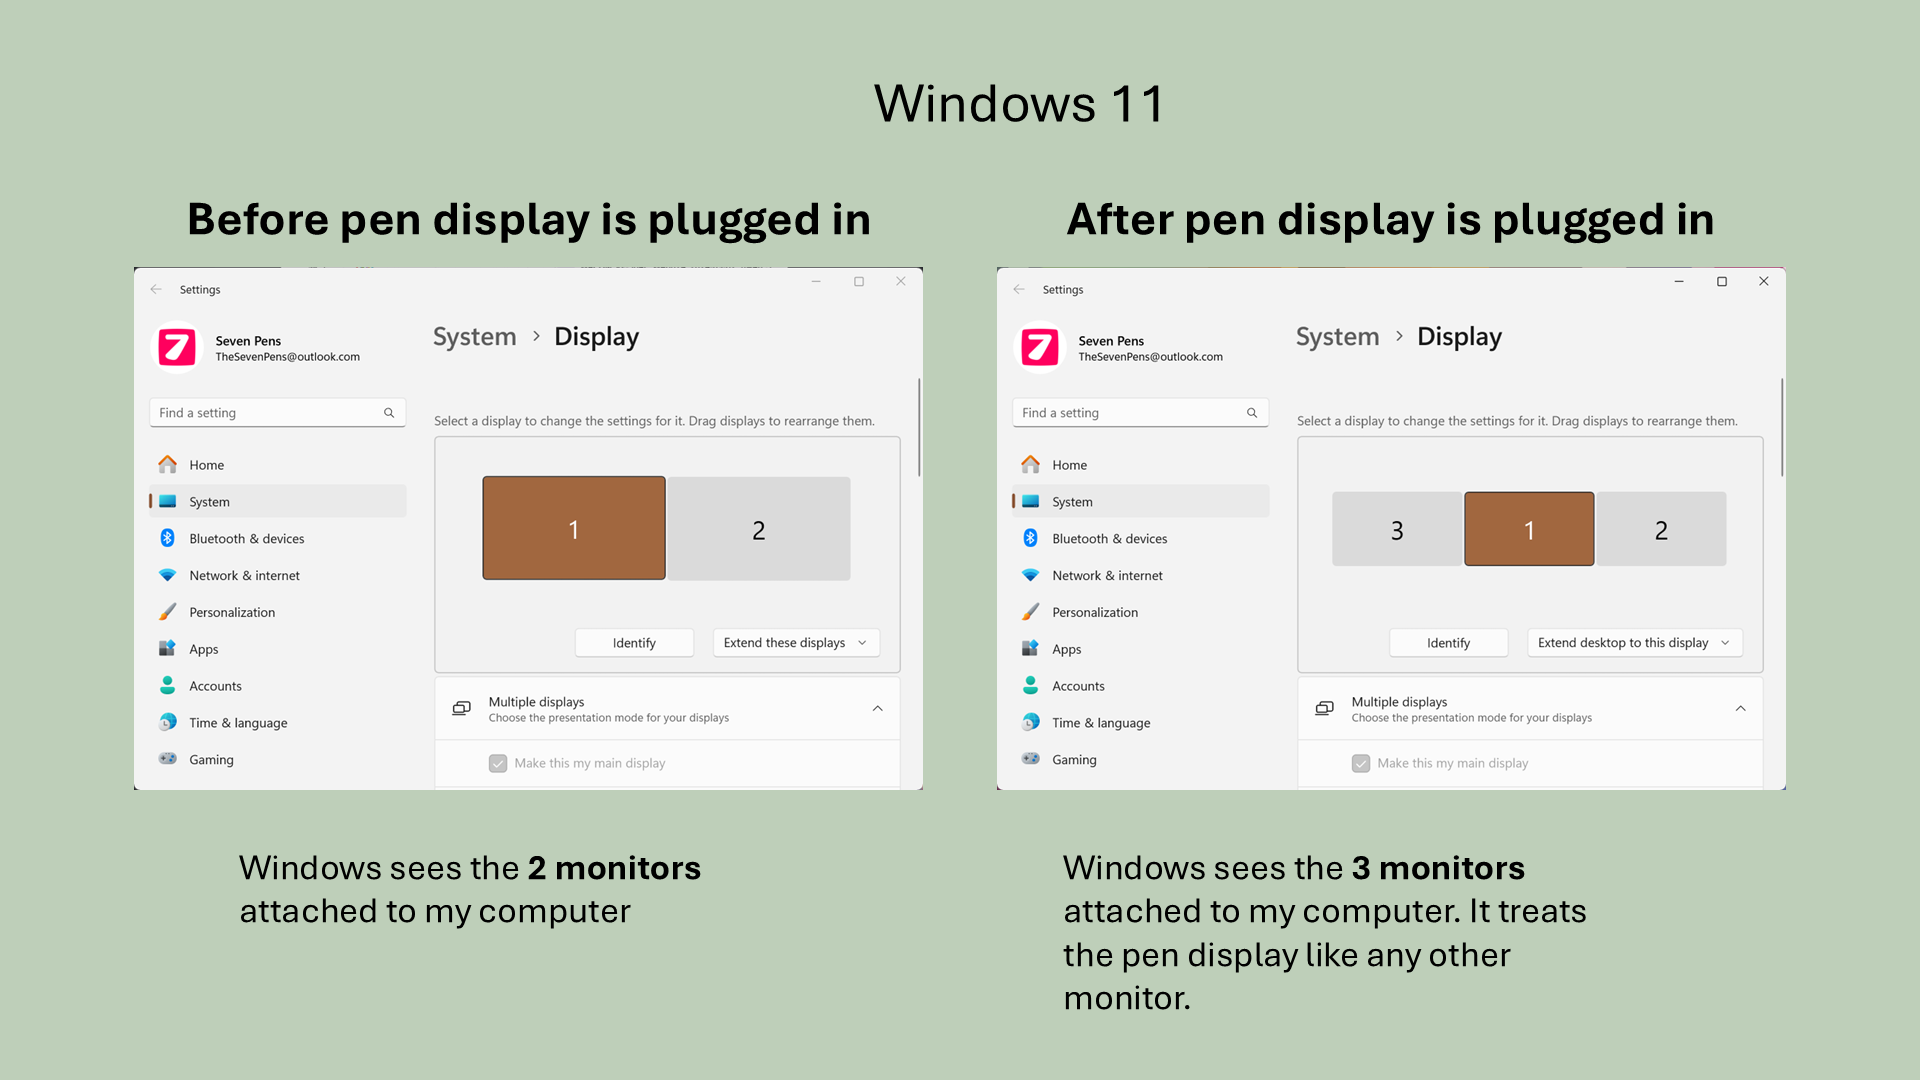 Windows 11
Before pen display is plugged in
Settings
7
Seven Pens
TheSevenPens@outlook.com
Find a setting
Home
System
Bluetooth & devices
Network & internet
Personalization
Apps
Accounts
Time & language
Gaming
System > Display
Select a display to change the settings for it. Drag displays to rearrange them.
1 2
Identify Extend these displays
Multiple displays
Choose the presentation mode for your displays
Make this my main display
Windows sees the 2 monitors
attached to my computer
After pen display is plugged in
Settings
7
Seven Pens
TheSevenPens@outlook.com
Find a setting
Home
System
Bluetooth & devices
Network & internet
Personalization
Apps
Accounts
Time & language
Gaming
System > Display
Select a display to change the settings for it. Drag displays to rearrange them.
3 1 2
Identify Extend desktop to this display
Multiple displays
Choose the presentation mode for your displays
Make this my main display
Windows sees the 3 monitors
attached to my computer. It treats
the pen display like any other
monitor.